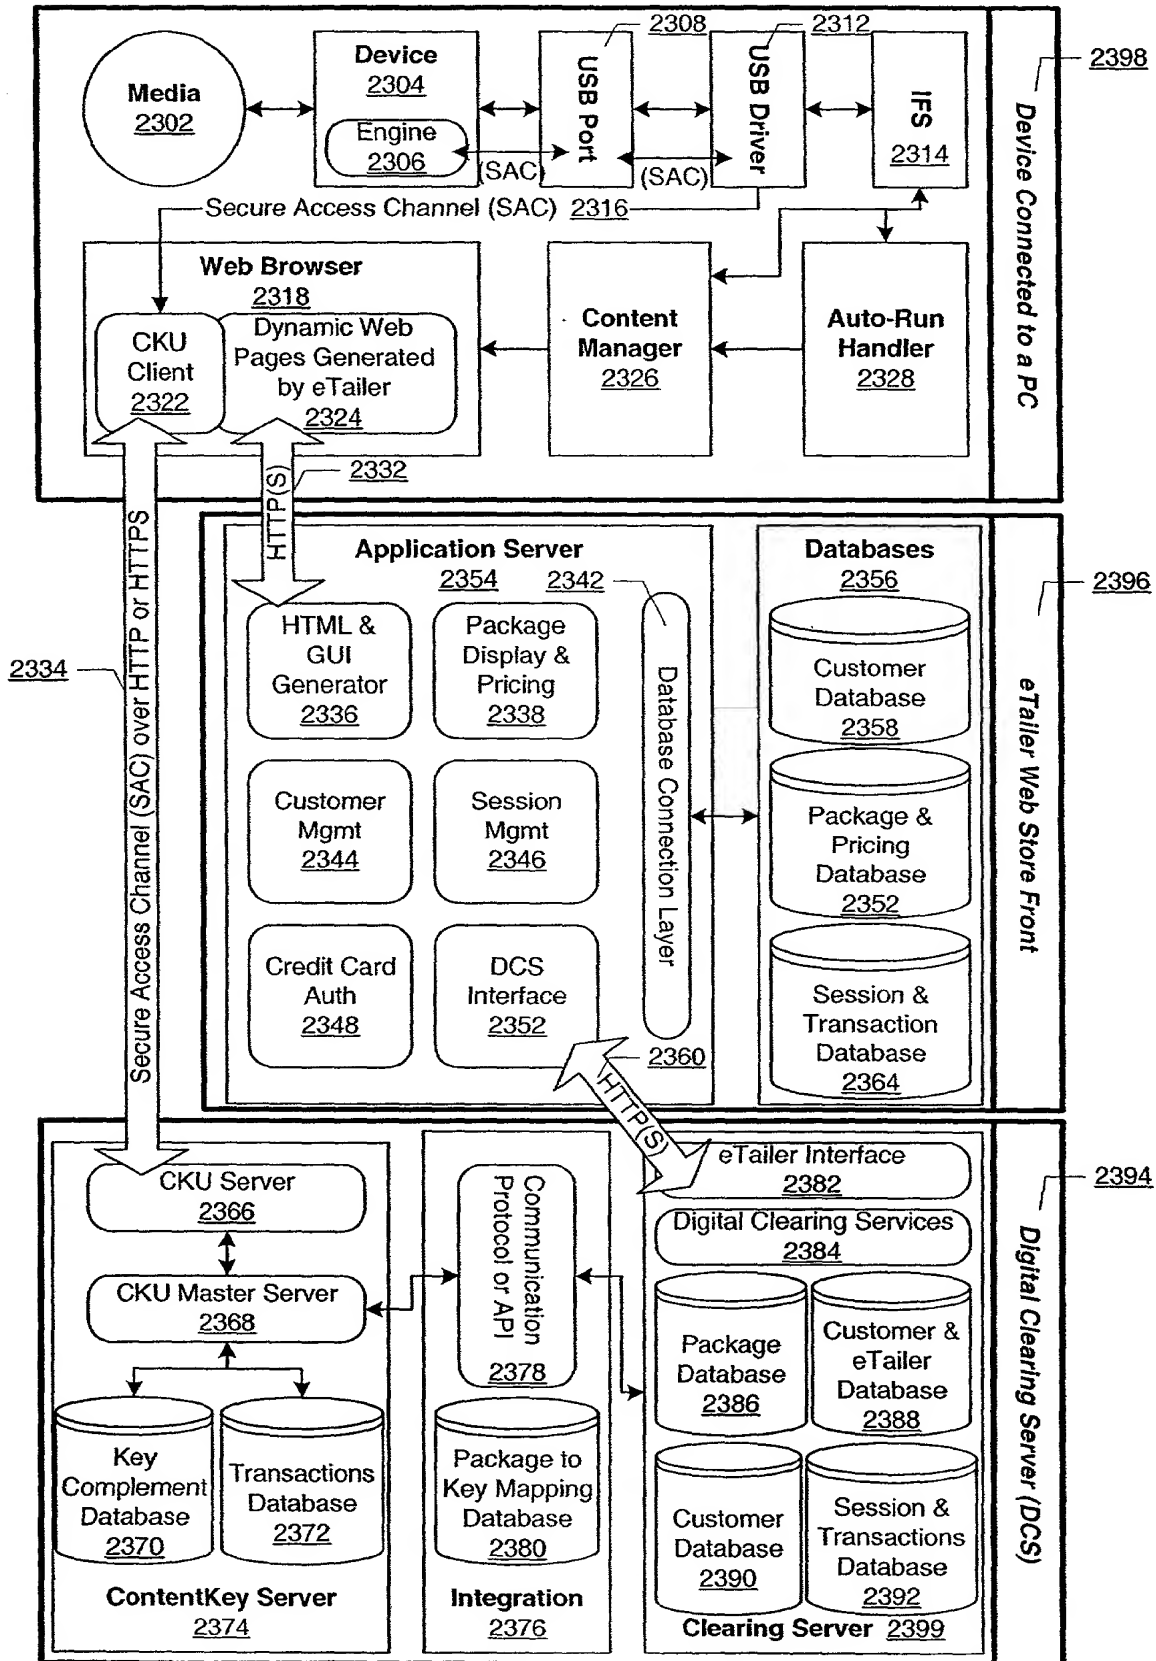 Media
2302
Device
2304
Engine
2306
(SAC)
USB Port
2308
(SAC)
USB Driver
2312
IFS
2314
2398
Device Connected to a PC
Secure Access Channel (SAC) 2316
Web Browser
2318
CKU
Client
2322
Dynamic Web
Pages Generated
by eTailer
2324
Content
Manager
2326
Auto-Run
Handler
2328
HTTP(S)
2332
2334
Secure Access Channel (SAC) over HTTP or HTTPS
Application Server
2354
2342
HTML &
GUI
Generator
2336
Package
Display &
Pricing
2338
Customer
Mgmt
2344
Session
Mgmt
2346
Credit Card
Auth
2348
DCS
Interface
2352
Database Connection Layer
Databases
2356
Customer
Database
2358
Package &
Pricing
Database
2352
Session &
Transaction
Database
2364
2396
eTailer Web Store Front
2360
HTTP(S)
CKU Server
2366
CKU Master Server
2368
Key
Complement
Database
2370
Transactions
Database
2372
ContentKey Server
2374
Communication
Protocol or API
2378
Package to
Key Mapping
Database
2380
Integration
2376
eTailer Interface
2382
Digital Clearing Services
2384
Package
Database
2386
Customer &
eTailer
Database
2388
Customer
Database
2390
Session &
Transactions
Database
2392
Clearing Server 2399
2394
Digital Clearing Server (DCS)